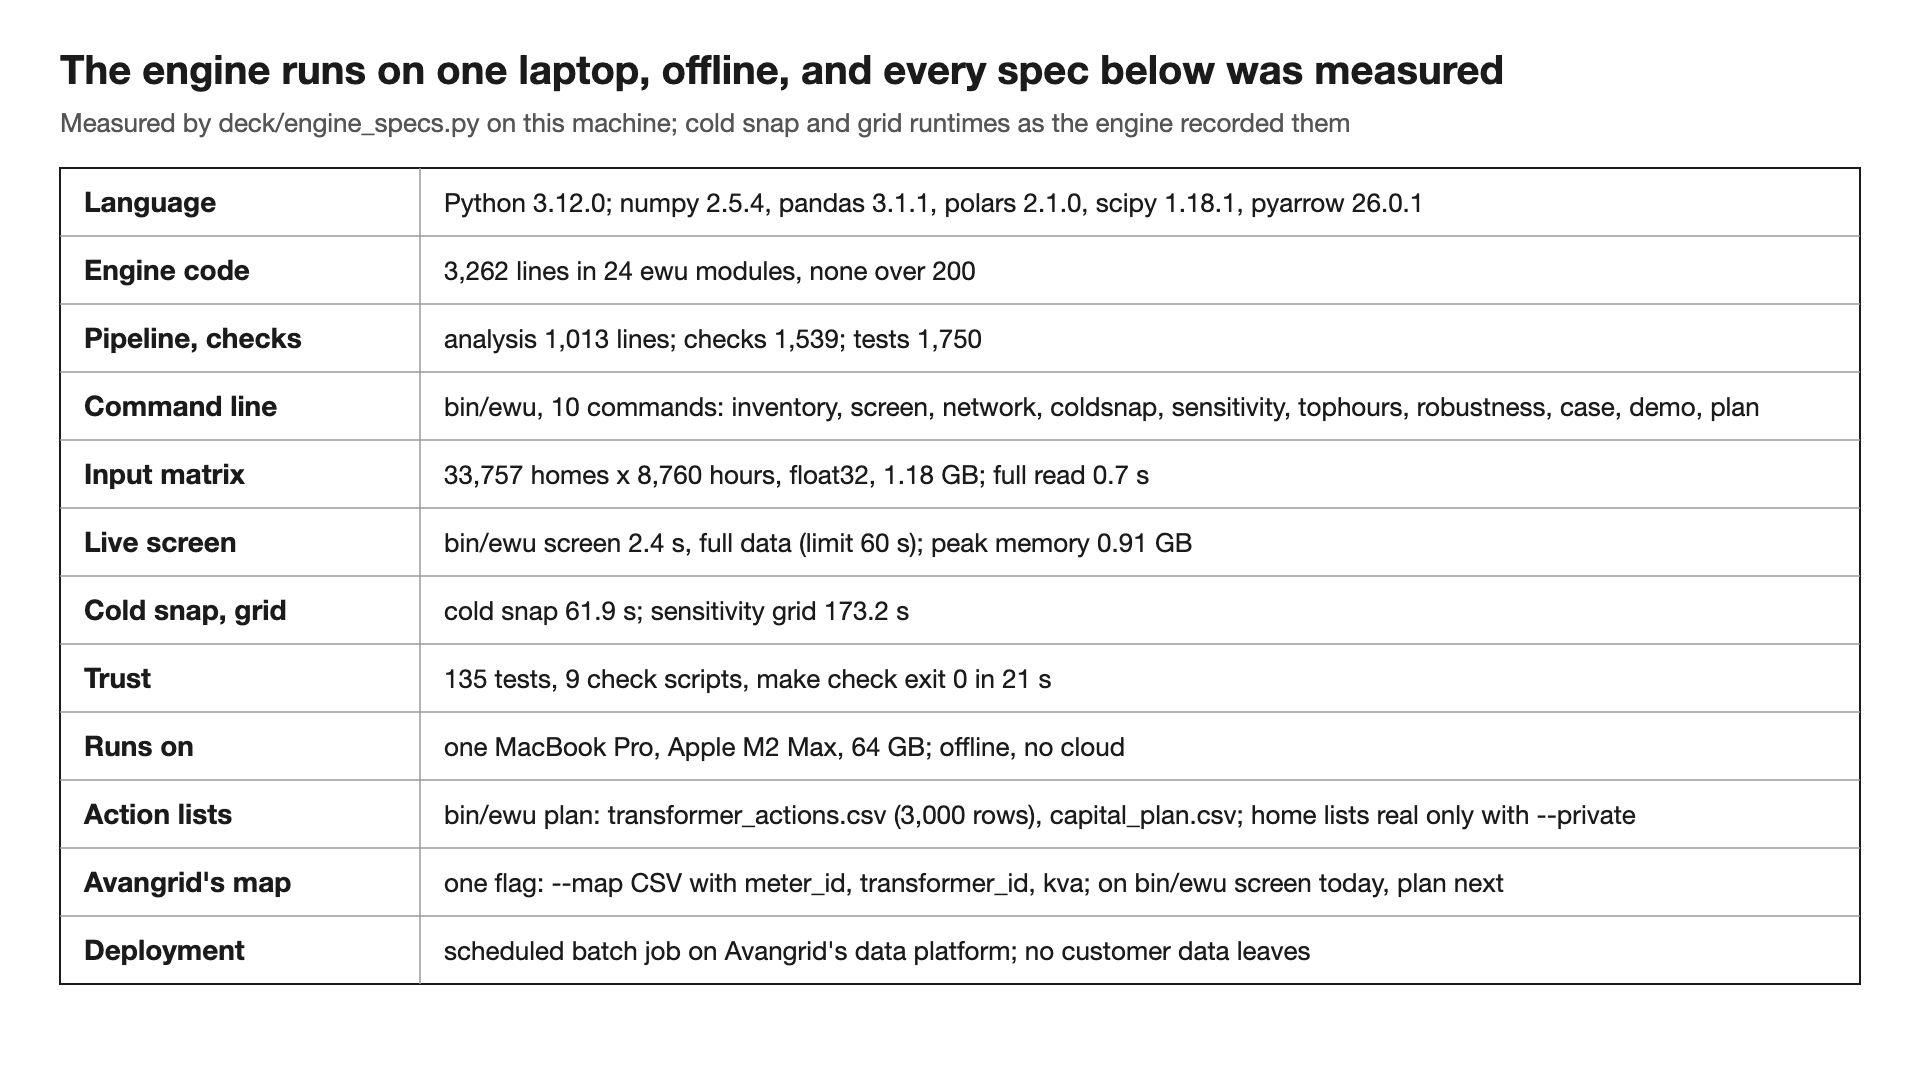 The engine runs on one laptop, offline, and every spec below was measured
Measured by deck/engine_specs.py on this machine; cold snap and grid runtimes as the engine recorded them
Language Python 3.12.0; numpy 2.5.4, pandas 3.1.1, polars 2.1.0, scipy 1.18.1, pyarrow 26.0.1
Engine code 3,262 lines in 24 ewu modules, none over 200
Pipeline, checks analysis 1,013 lines; checks 1,539; tests 1,750
Command line bin/ewu, 10 commands: inventory, screen, network, coldsnap, sensitivity, tophours, robustness, case, demo, plan
Input matrix 33,757 homes x 8,760 hours, float32, 1.18 GB; full read 0.7 s
Live screen bin/ewu screen 2.4 s, full data (limit 60 s); peak memory 0.91 GB
Cold snap, grid cold snap 61.9 s; sensitivity grid 173.2 s
Trust 135 tests, 9 check scripts, make check exit 0 in 21 s
Runs on one MacBook Pro, Apple M2 Max, 64 GB; offline, no cloud
Action lists bin/ewu plan: transformer_actions.csv (3,000 rows), capital_plan.csv; home lists real only with --private
Avangrid's map one flag: --map CSV with meter_id, transformer_id, kva; on bin/ewu screen today, plan next
Deployment scheduled batch job on Avangrid's data platform; no customer data leaves